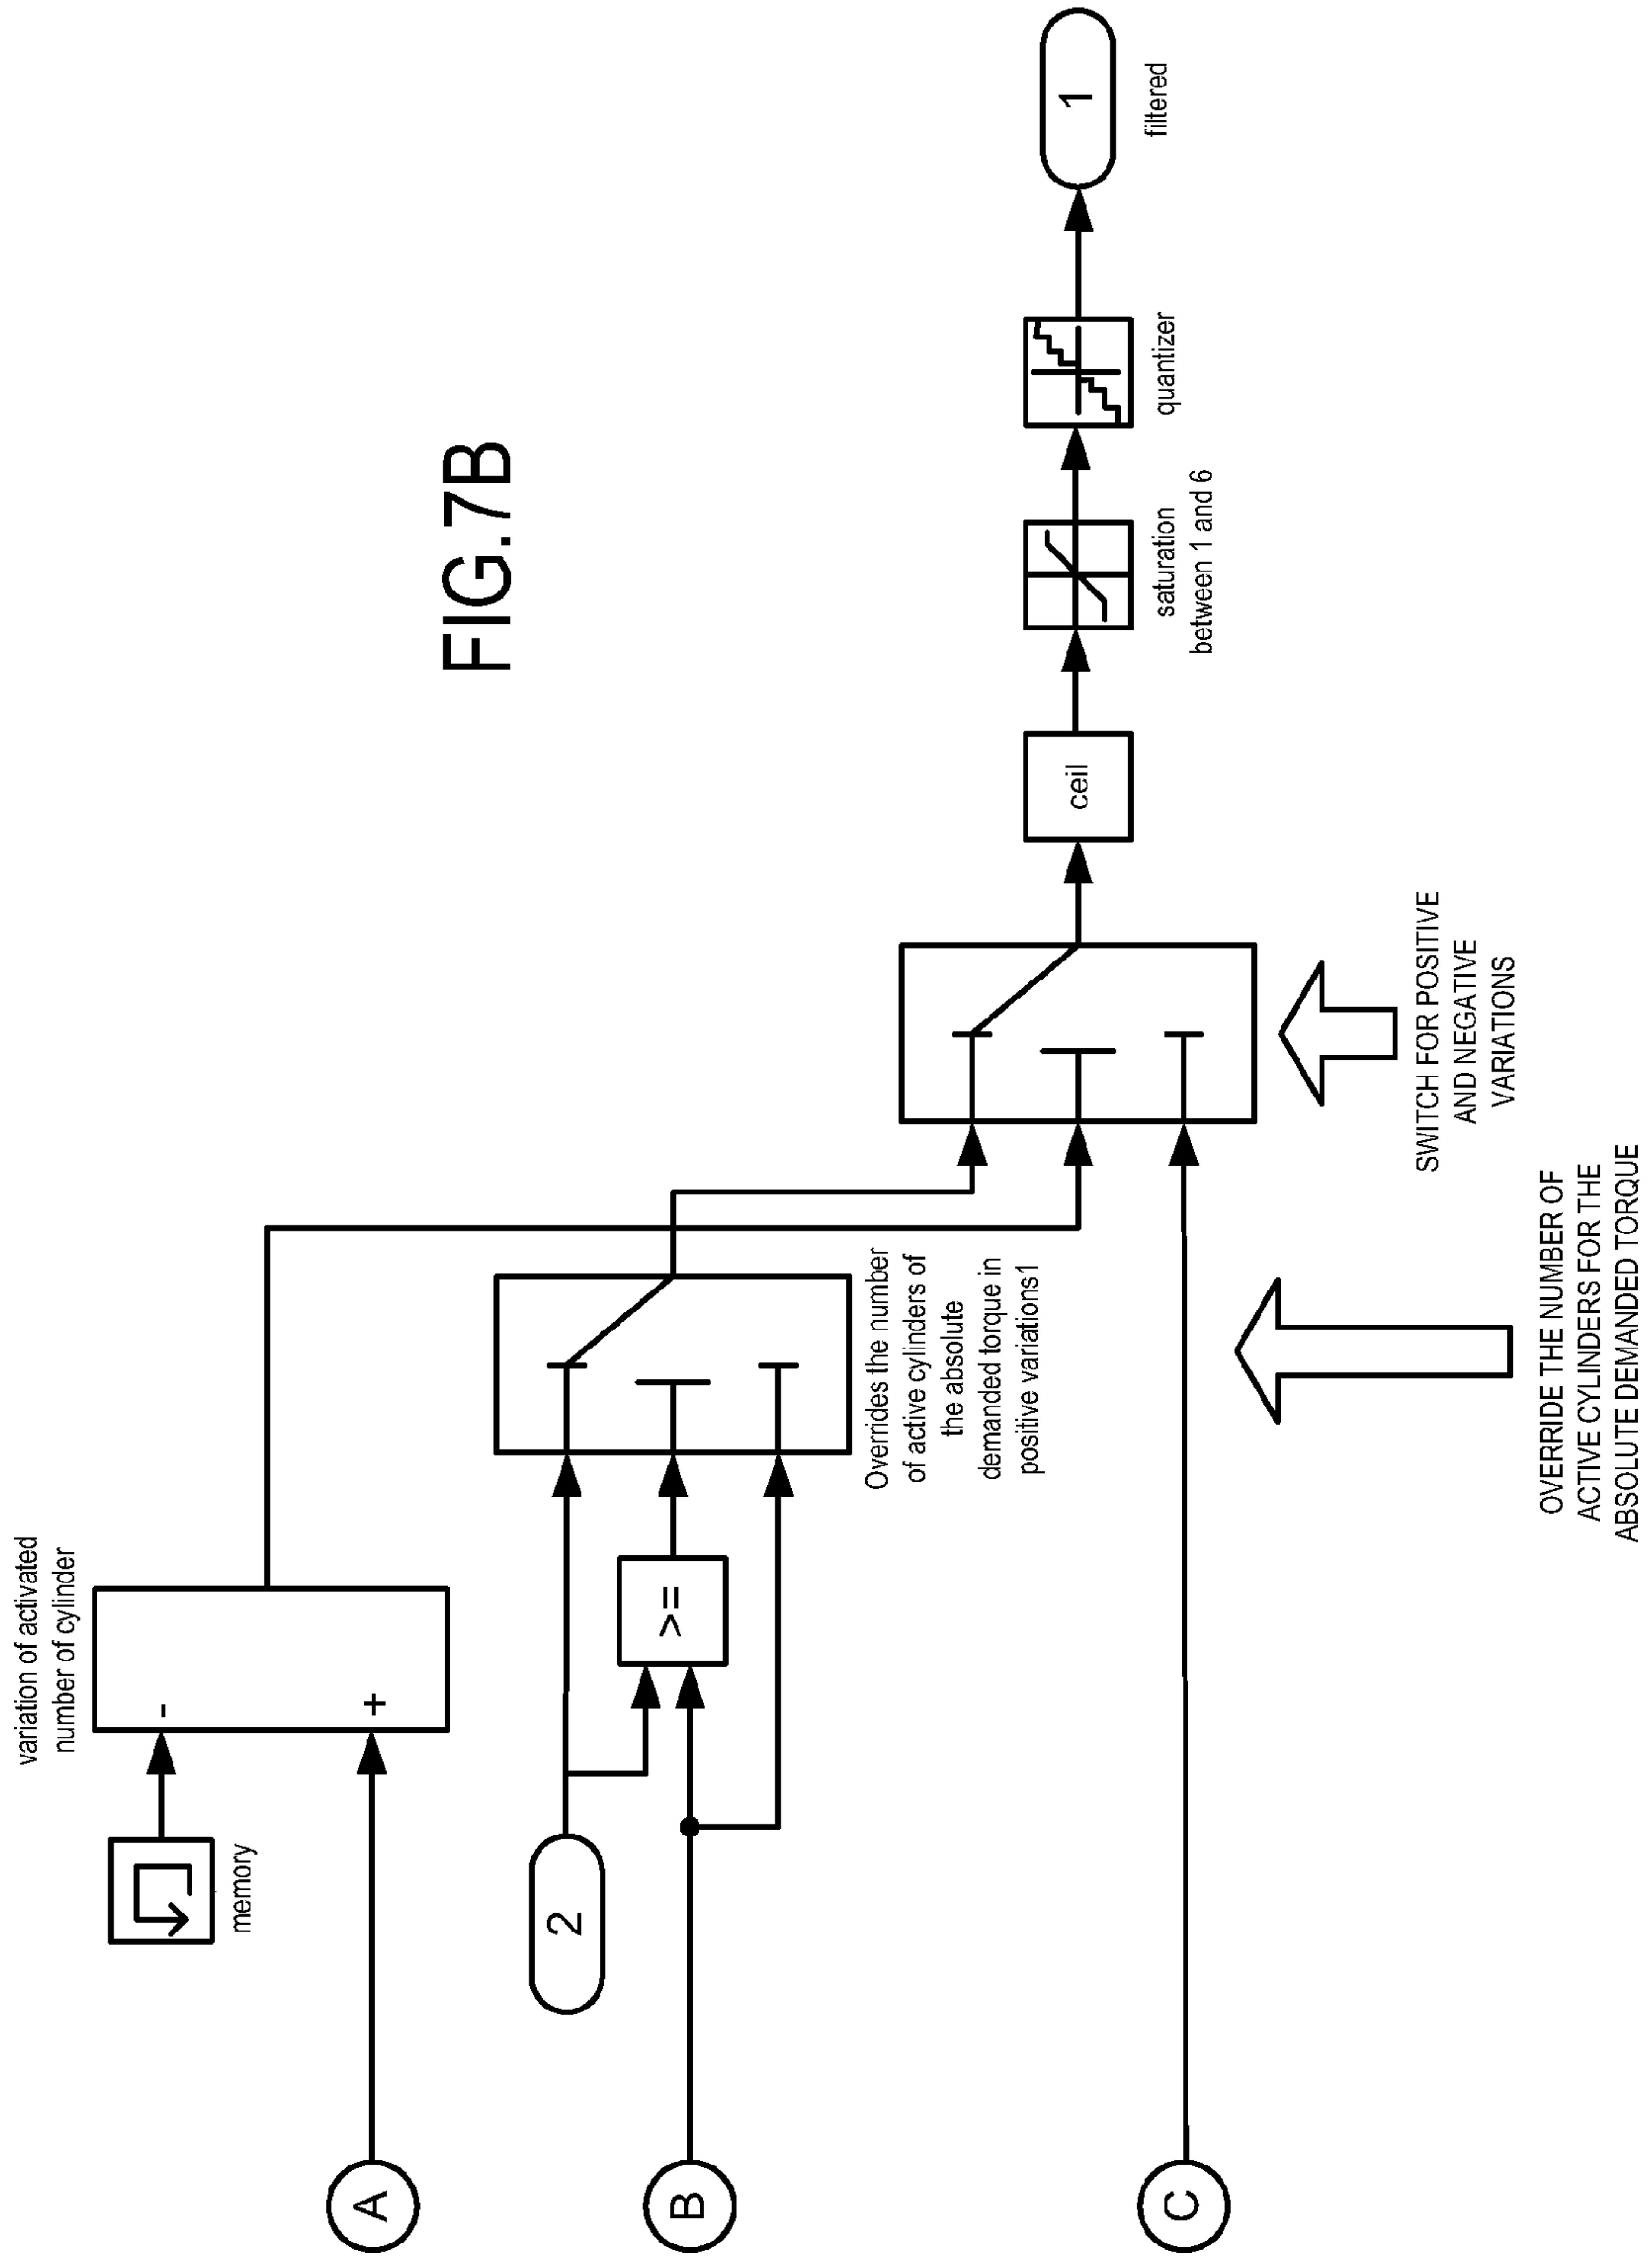 FIG.7B
variation of activated
number of cylinder
-
+
memory
A
2
>=
B
Overrides the number
of active cylinders of
the absolute
demanded torque in
positive variations1
C
ceil
saturation
between 1 and 6
quantizer
1
filtered
SWITCH FOR POSITIVE
AND NEGATIVE
VARIATIONS
OVERRIDE THE NUMBER OF
ACTIVE CYLINDERS FOR THE
ABSOLUTE DEMANDED TORQUE